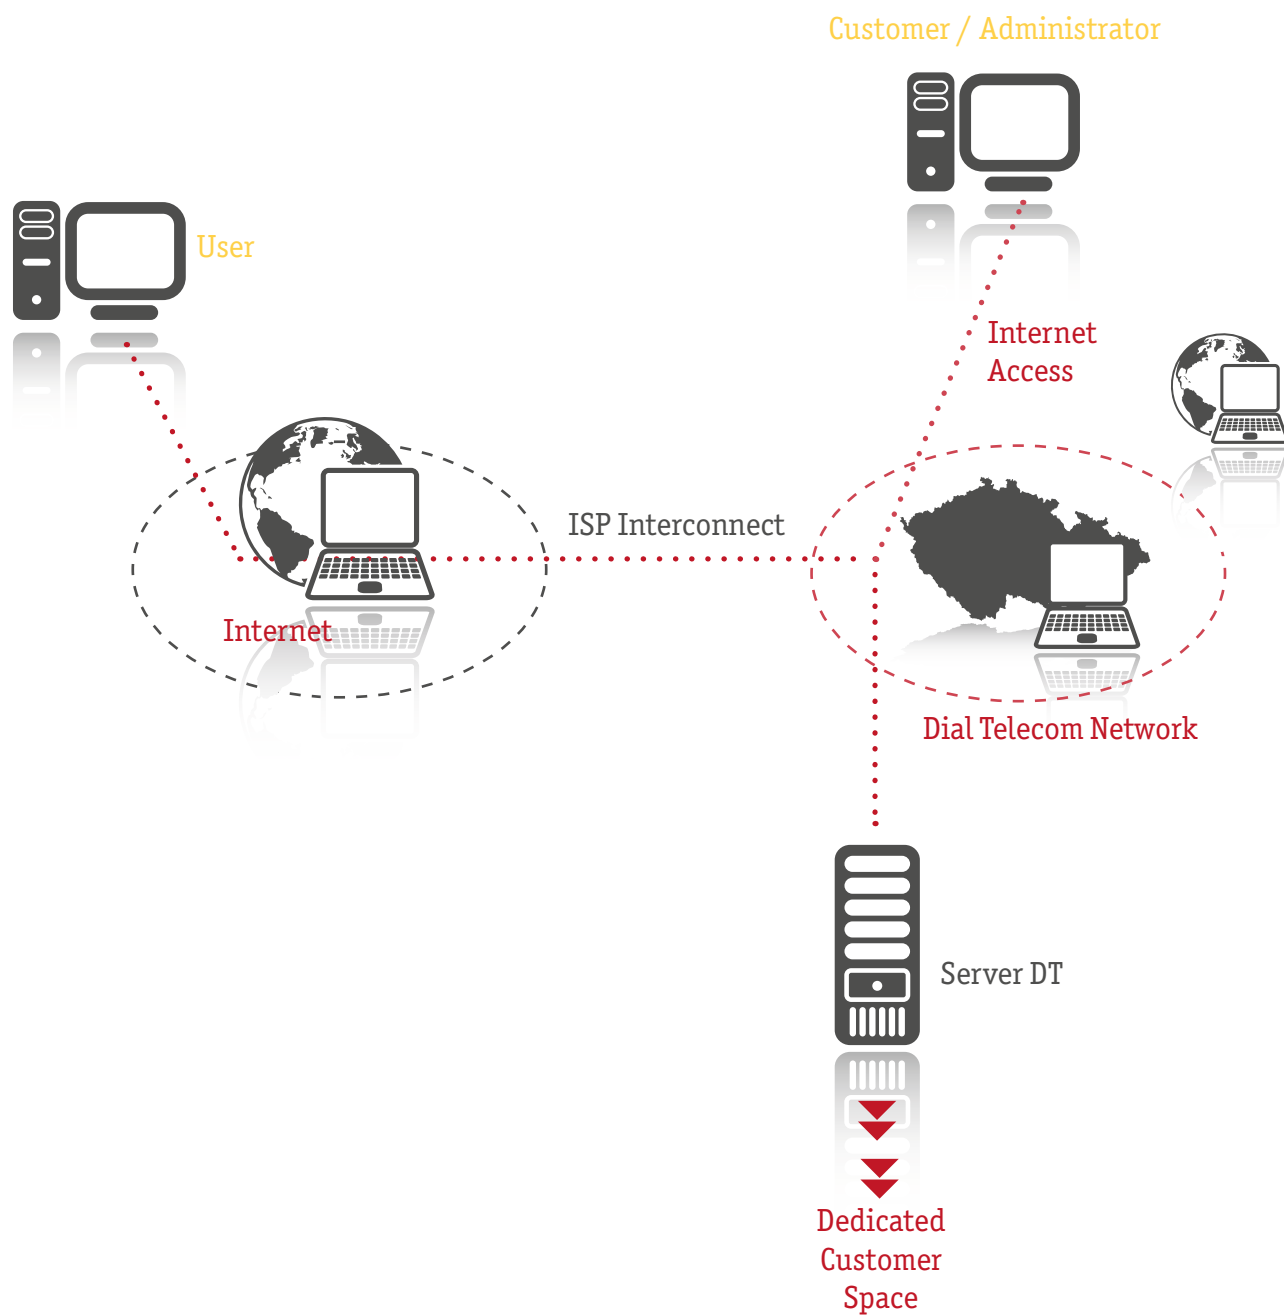 Customer / Administrator
User
Internet
Access
ISP Interconnect
Internet
Dial Telecom Network
Server DT
Dedicated
Customer
Space